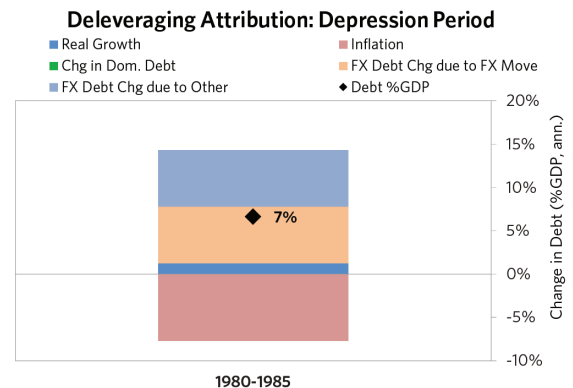 Deleveraging Attribution: Depression Period
Real Growth
Inflation
Chg in Dom. Debt
FX Debt Chg due to FX Move
FX Debt Chg due to Other
Debt %GDP
20%
15%
10%
5%
0%
-5%
-10%
Change in Debt (%GDP, ann.)
7%
1980-1985